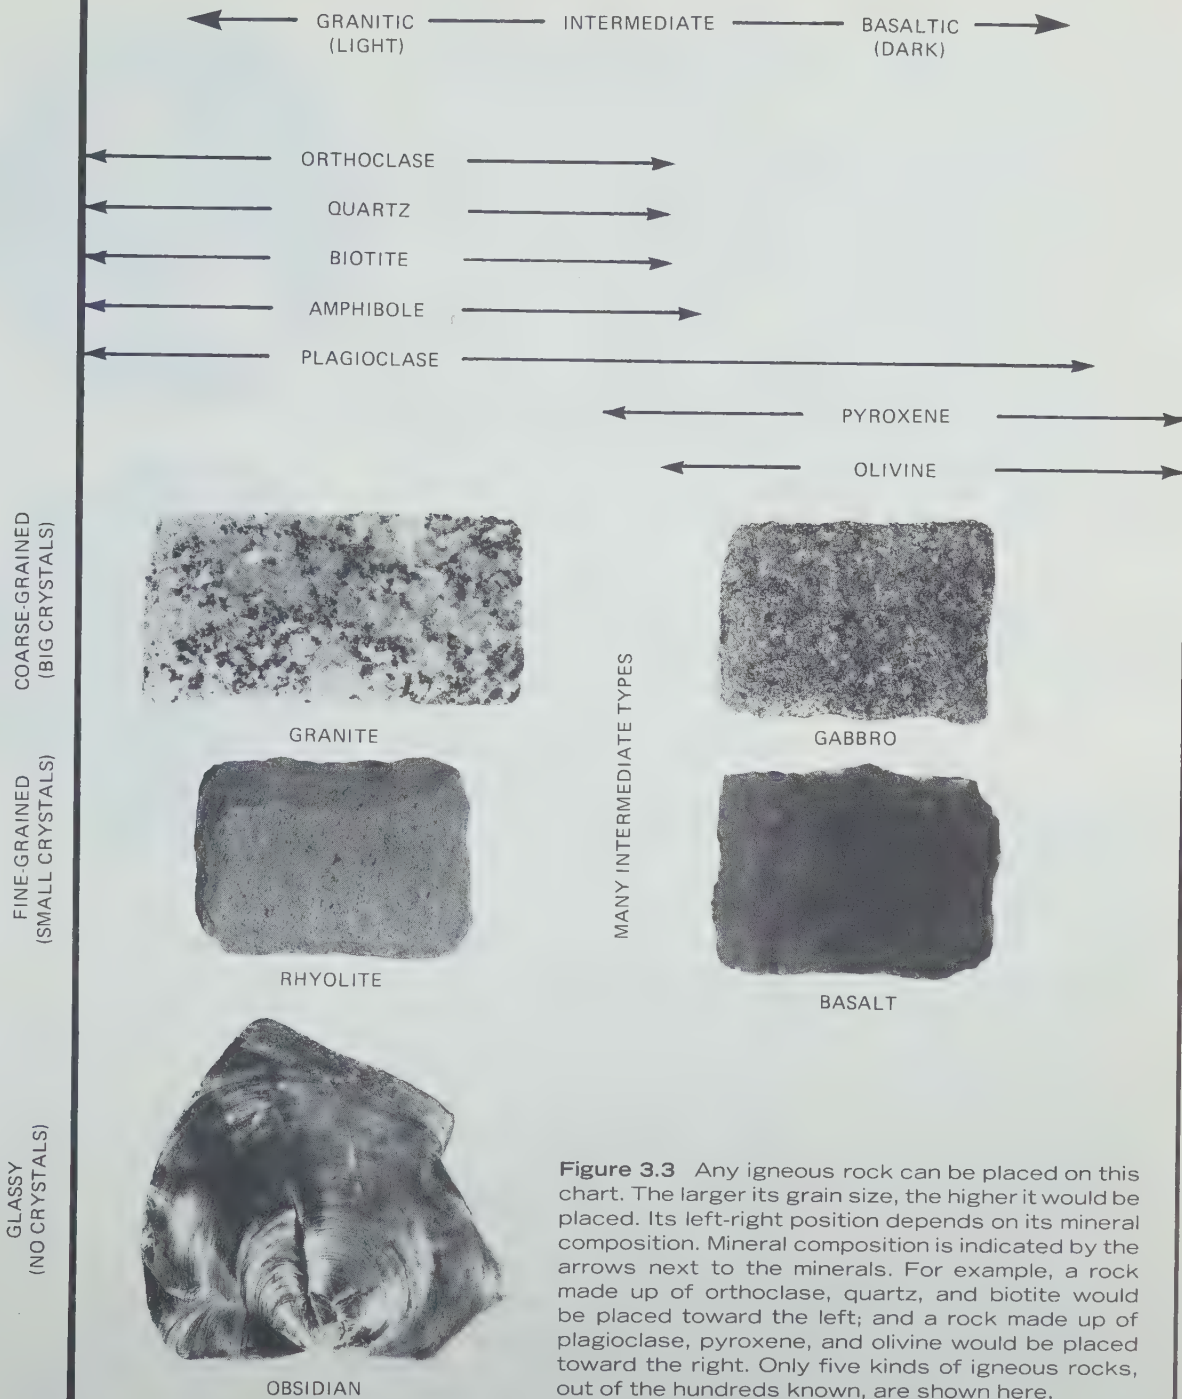 GRANITIC INTERMEDIATE BASALTIC
(LIGHT) (DARK)
ORTHOCLASE
QUARTZ
BIOTITE
AMPHIBOLE
PLAGIOCLASE
PYROXENE
OLIVINE
COARSE-GRAINED
(BIG CRYSTALS)
GRANITE
GABBRO
MANY INTERMEDIATE TYPES
FINE-GRAINED
(SMALL CRYSTALS)
RHYOLITE
BASALT
GLASSY
(NO CRYSTALS)
OBSIDIAN
Figure 3.3 Any igneous rock can be placed on this
chart. The larger its grain size, the higher it would be
placed. Its left-right position depends on its mineral
composition. Mineral composition is indicated by the
arrows next to the minerals. For example, a rock
made up of orthoclase, quartz, and biotite would
be placed toward the left; and a rock made up of
plagioclase, pyroxene, and olivine would be placed
toward the right. Only five kinds of igneous rocks,
out of the hundreds known, are shown here.